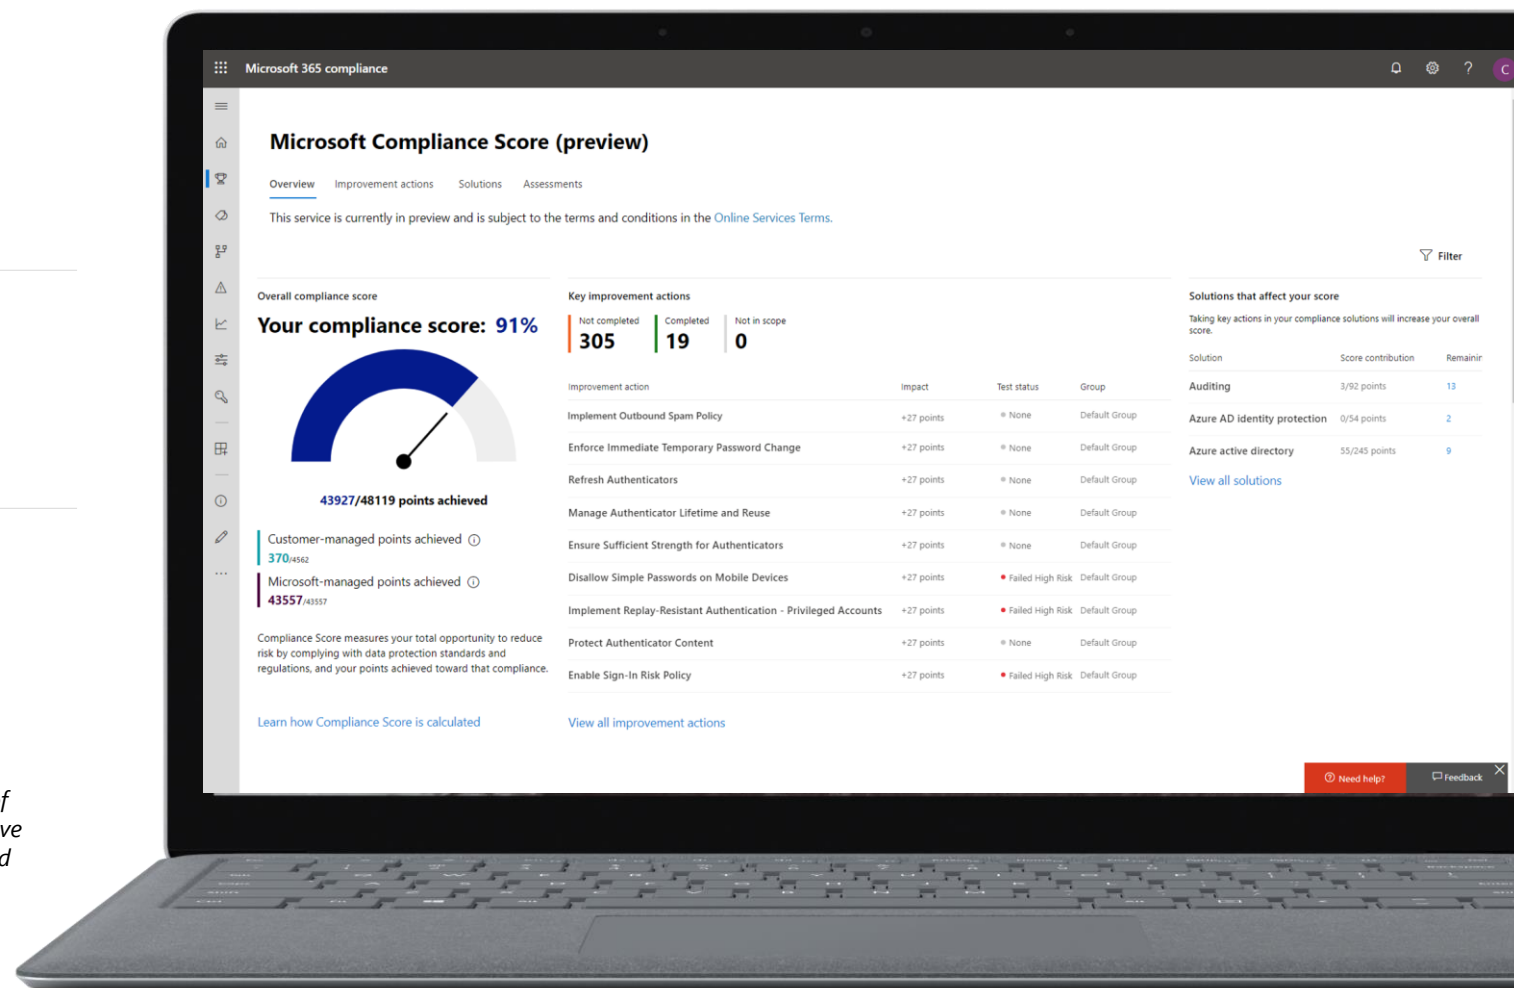 Microsoft 365 compliance
C
Microsoft Compliance Score (preview)
Overview Improvement actions Solutions Assessments
This service is currently in preview and is subject to the terms and conditions in the Online Services Terms.
Filter
Overall compliance score
Your compliance score: 91%
43927/48119 points achieved
Customer-managed points achieved
370/4562
Microsoft-managed points achieved
43557/43557
Compliance Score measures your total opportunity to reduce
risk by complying with data protection standards and
regulations, and your points achieved toward that compliance.
Learn how Compliance Score is calculated
Key improvement actions
Not completed Completed Not in scope
305 19 0
Improvement action Impact Test status Group
Implement Outbound Spam Policy +27 points None Default Group
Enforce Immediate Temporary Password Change +27 points None Default Group
Refresh Authenticators +27 points None Default Group
Manage Authenticator Lifetime and Reuse +27 points None Default Group
Ensure Sufficient Strength for Authenticators +27 points None Default Group
Disallow Simple Passwords on Mobile Devices +27 points Failed High Risk Default Group
Implement Replay-Resistant Authentication - Privileged Accounts +27 points Failed High Risk Default Group
Protect Authenticator Content +27 points None Default Group
Enable Sign-In Risk Policy +27 points Failed High Risk Default Group
View all improvement actions
Solutions that affect your score
Taking key actions in your compliance solutions will increase your overall
score.
Solution Score contribution Remainin
Auditing 3/92 points 13
Azure AD identity protection 0/54 points 2
Azure active directory 55/245 points 9
View all solutions
Need help? Feedback
f
ve
d